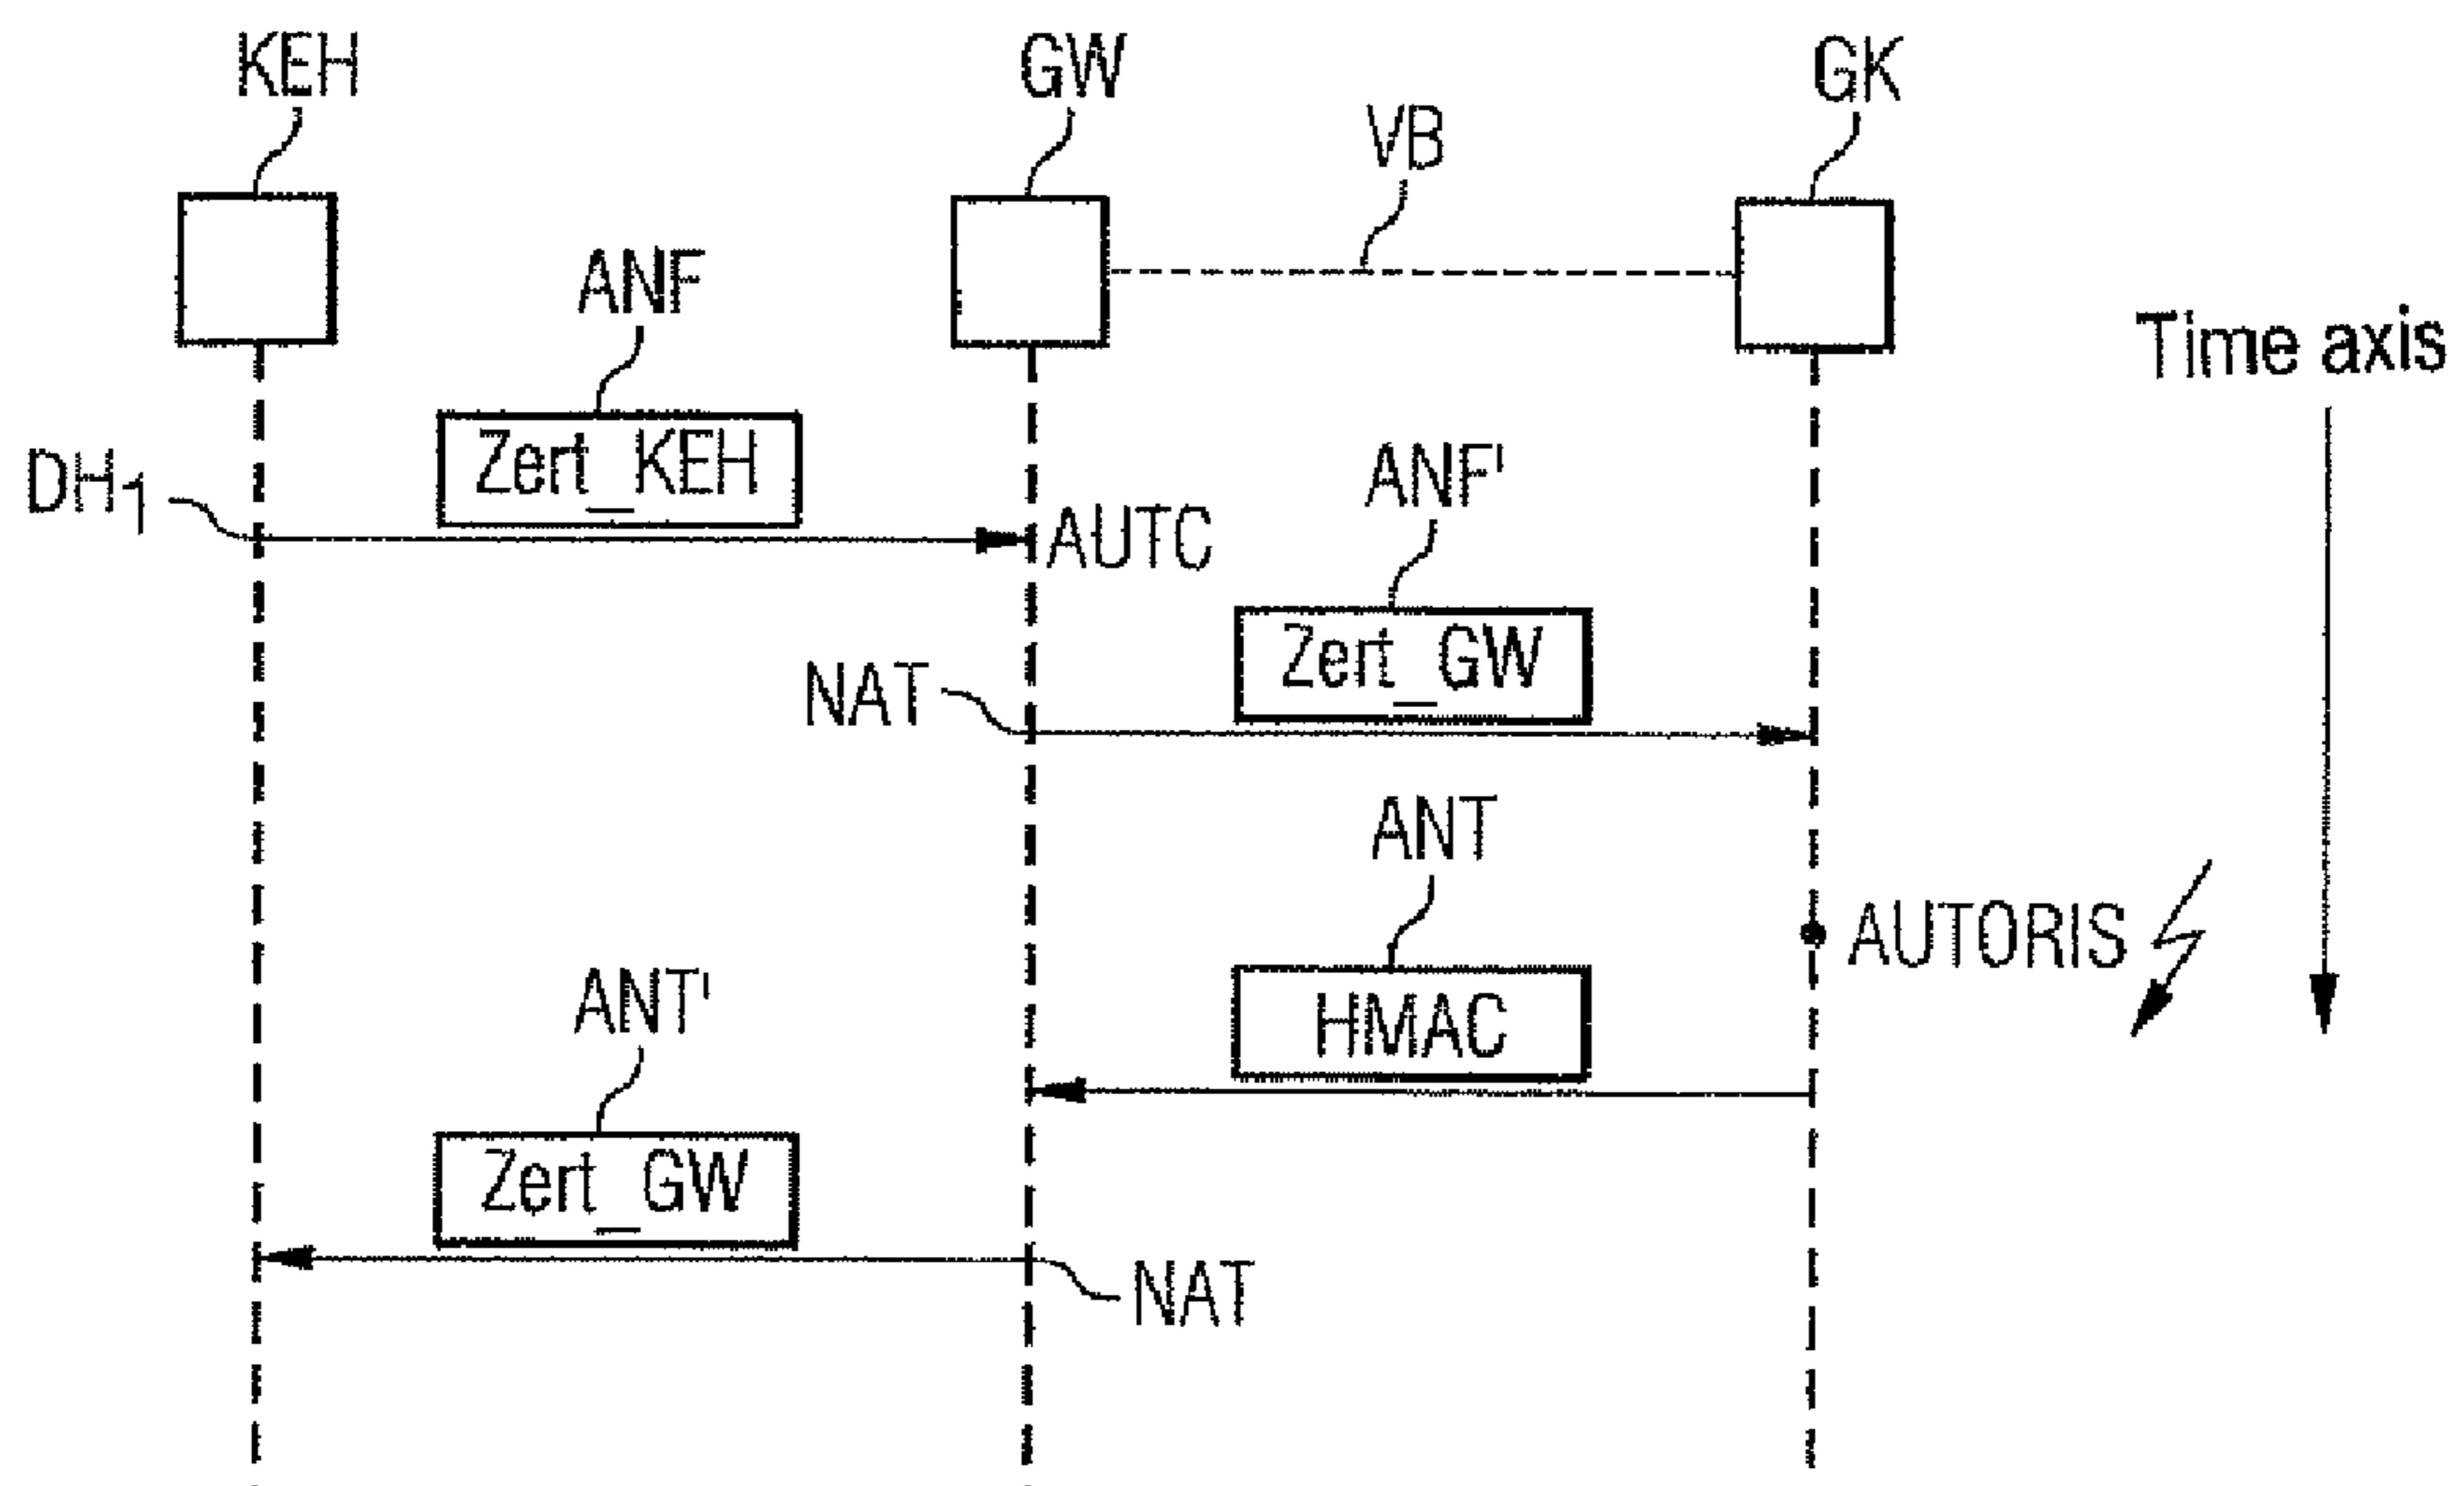 KEH
GW
GK
VB
ANF
Time axis
Zert_KEH
DH1
ANF'
AUTC
Zert_GW
NAT
ANT
AUTORIS
ANT'
HMAC
Zert_GW
NAT